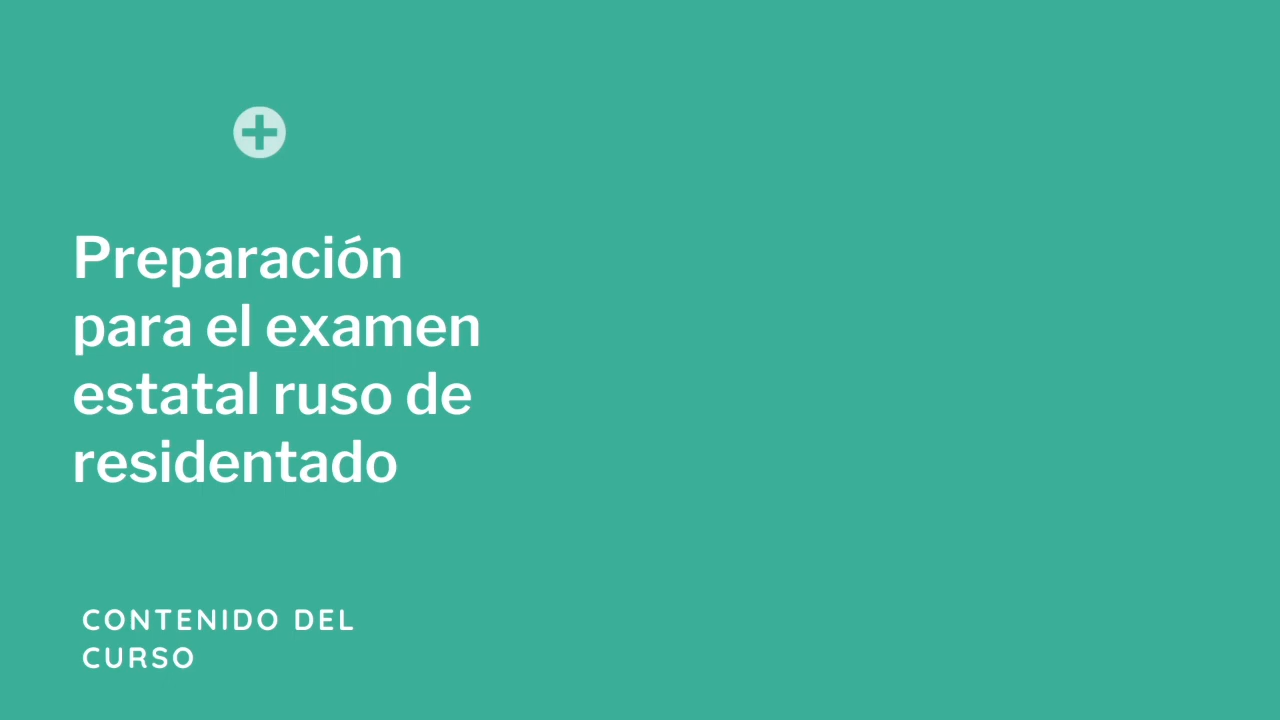 Preparación
para el examen
estatal ruso de
residentado
CONTENIDO DEL
CURSO